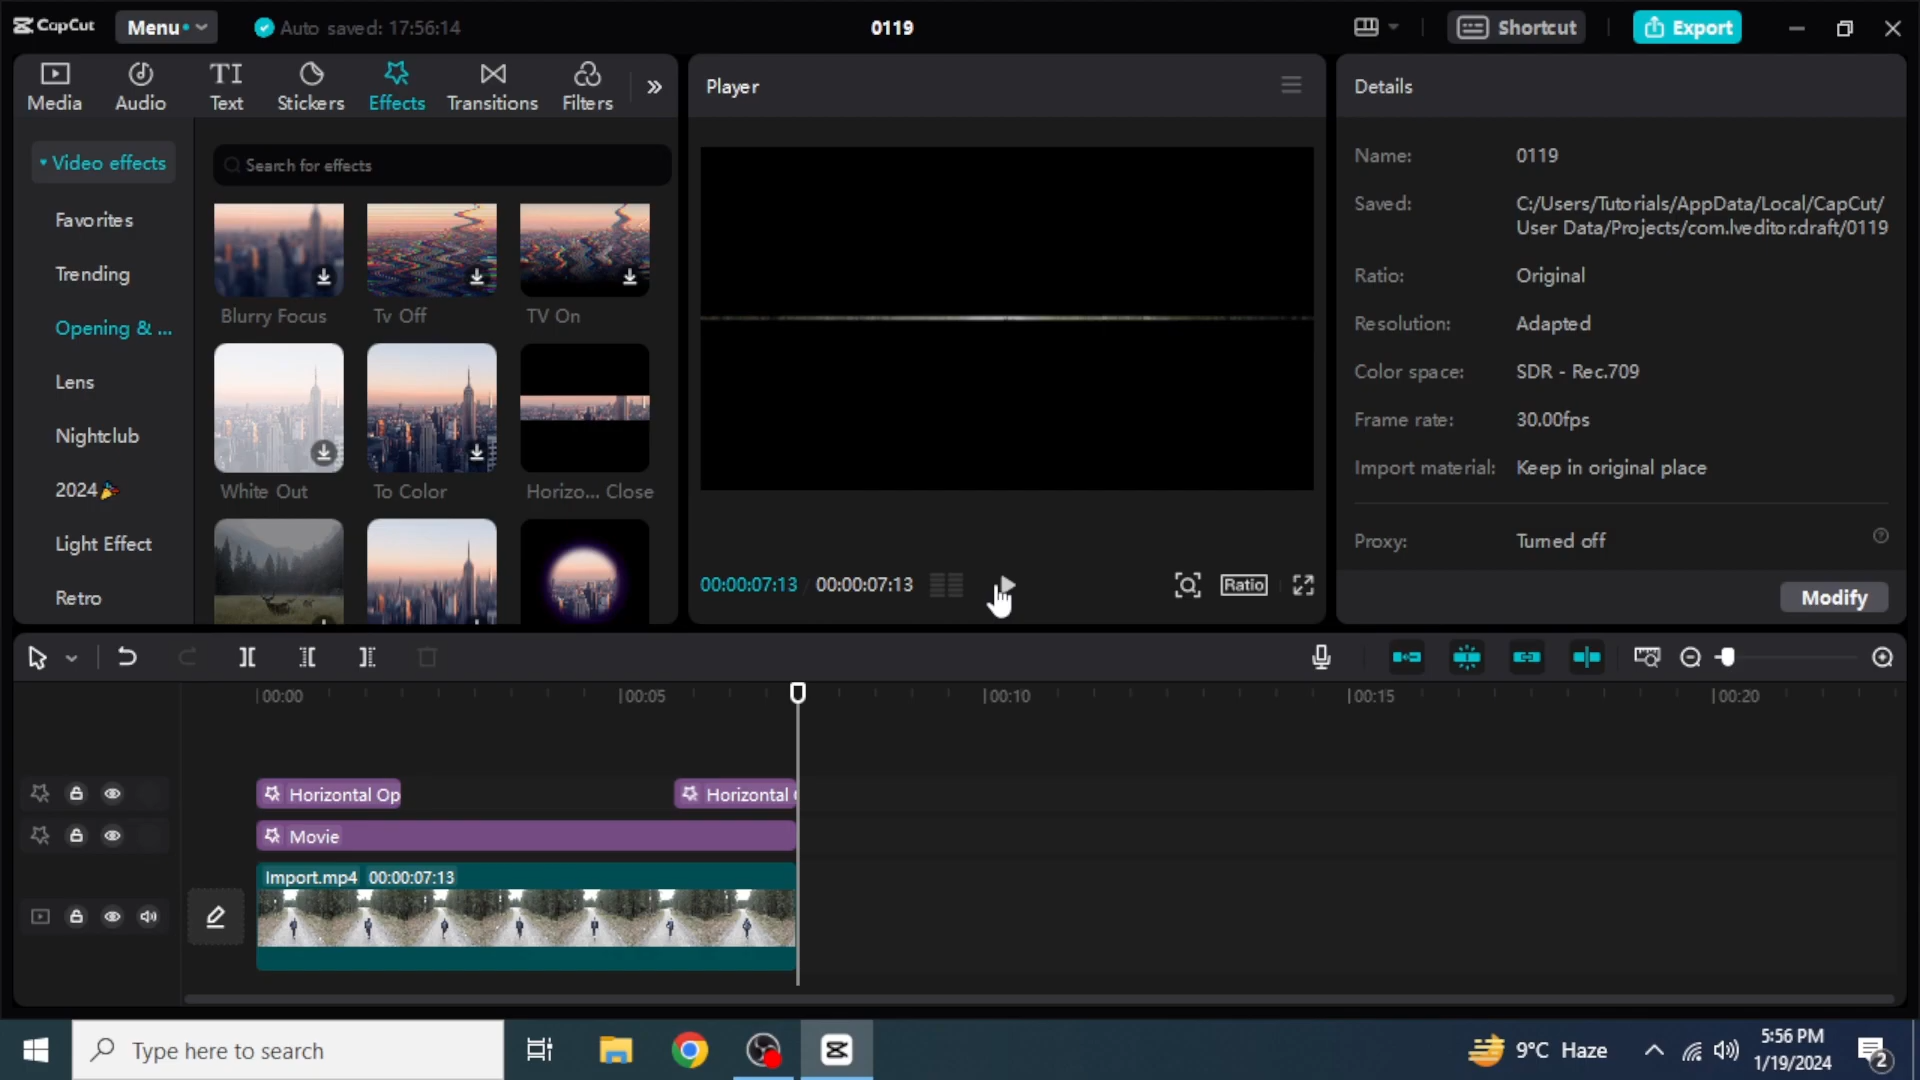 CapCut
Menu
Auto saved: 17:56:14
0119
Shortcut
Export
Media
Audio
TI
Text
Stickers
Effects
Transitions
Filters
Video effects
Favorites
Trending
Opening & ...
Lens
Nightclub
2024🎉
Light Effect
Retro
Search for effects
Blurry Focus
Tv Off
TV On
White Out
To Color
Horizo... Close
Player
00:00:07:13 / 00:00:07:13
Ratio
Details
Name: 0119
Saved: C:/Users/Tutorials/AppData/Local/CapCut/
User Data/Projects/com.lveditor.draft/0119
Ratio: Original
Resolution: Adapted
Color space: SDR - Rec.709
Frame rate: 30.00fps
Import material: Keep in original place
Proxy: Turned off
Modify
00:00
00:05
00:10
00:15
00:20
Horizontal Op
Horizontal
Movie
Import.mp4 00:00:07:13
Type here to search
9°C Haze
5:56 PM
1/19/2024
2